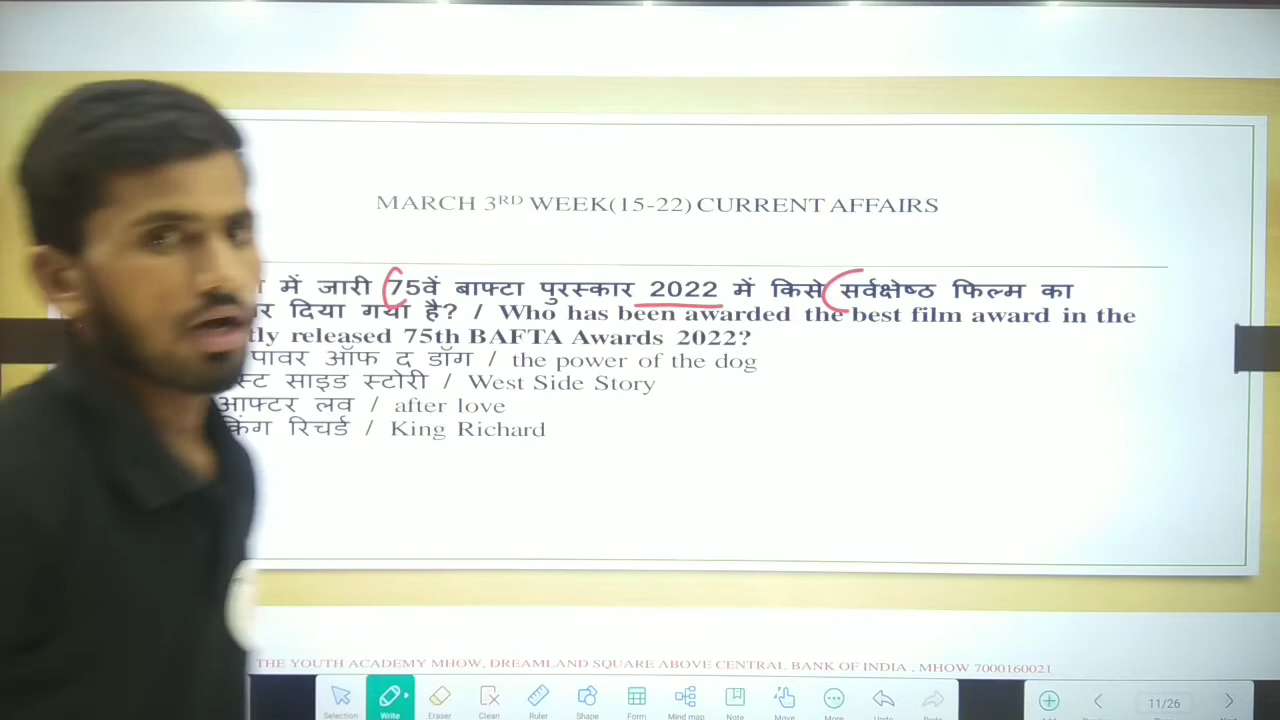 MARCH 3RD WEEK(15-22) CURRENT AFFAIRS
में जारी 75वें बाफ्टा पुरस्कार 2022 में किसे सर्वक्षेष्ठ फिल्म का
दिया गया है? / Who has been awarded the best film award in the
released 75th BAFTA Awards 2022?
पावर ऑफ द डॉग / the power of the dog
साइड स्टोरी / West Side Story
आफ्टर लव / after love
किंग रिचर्ड / King Richard
THE YOUTH ACADEMY MHOW, DREAMLAND SQUARE ABOVE CENTRAL BANK OF INDIA , MHOW 7000160021
Selection Write Eraser Clean Ruler Shape Form Mind map Note Move More Undo Redo 11/26